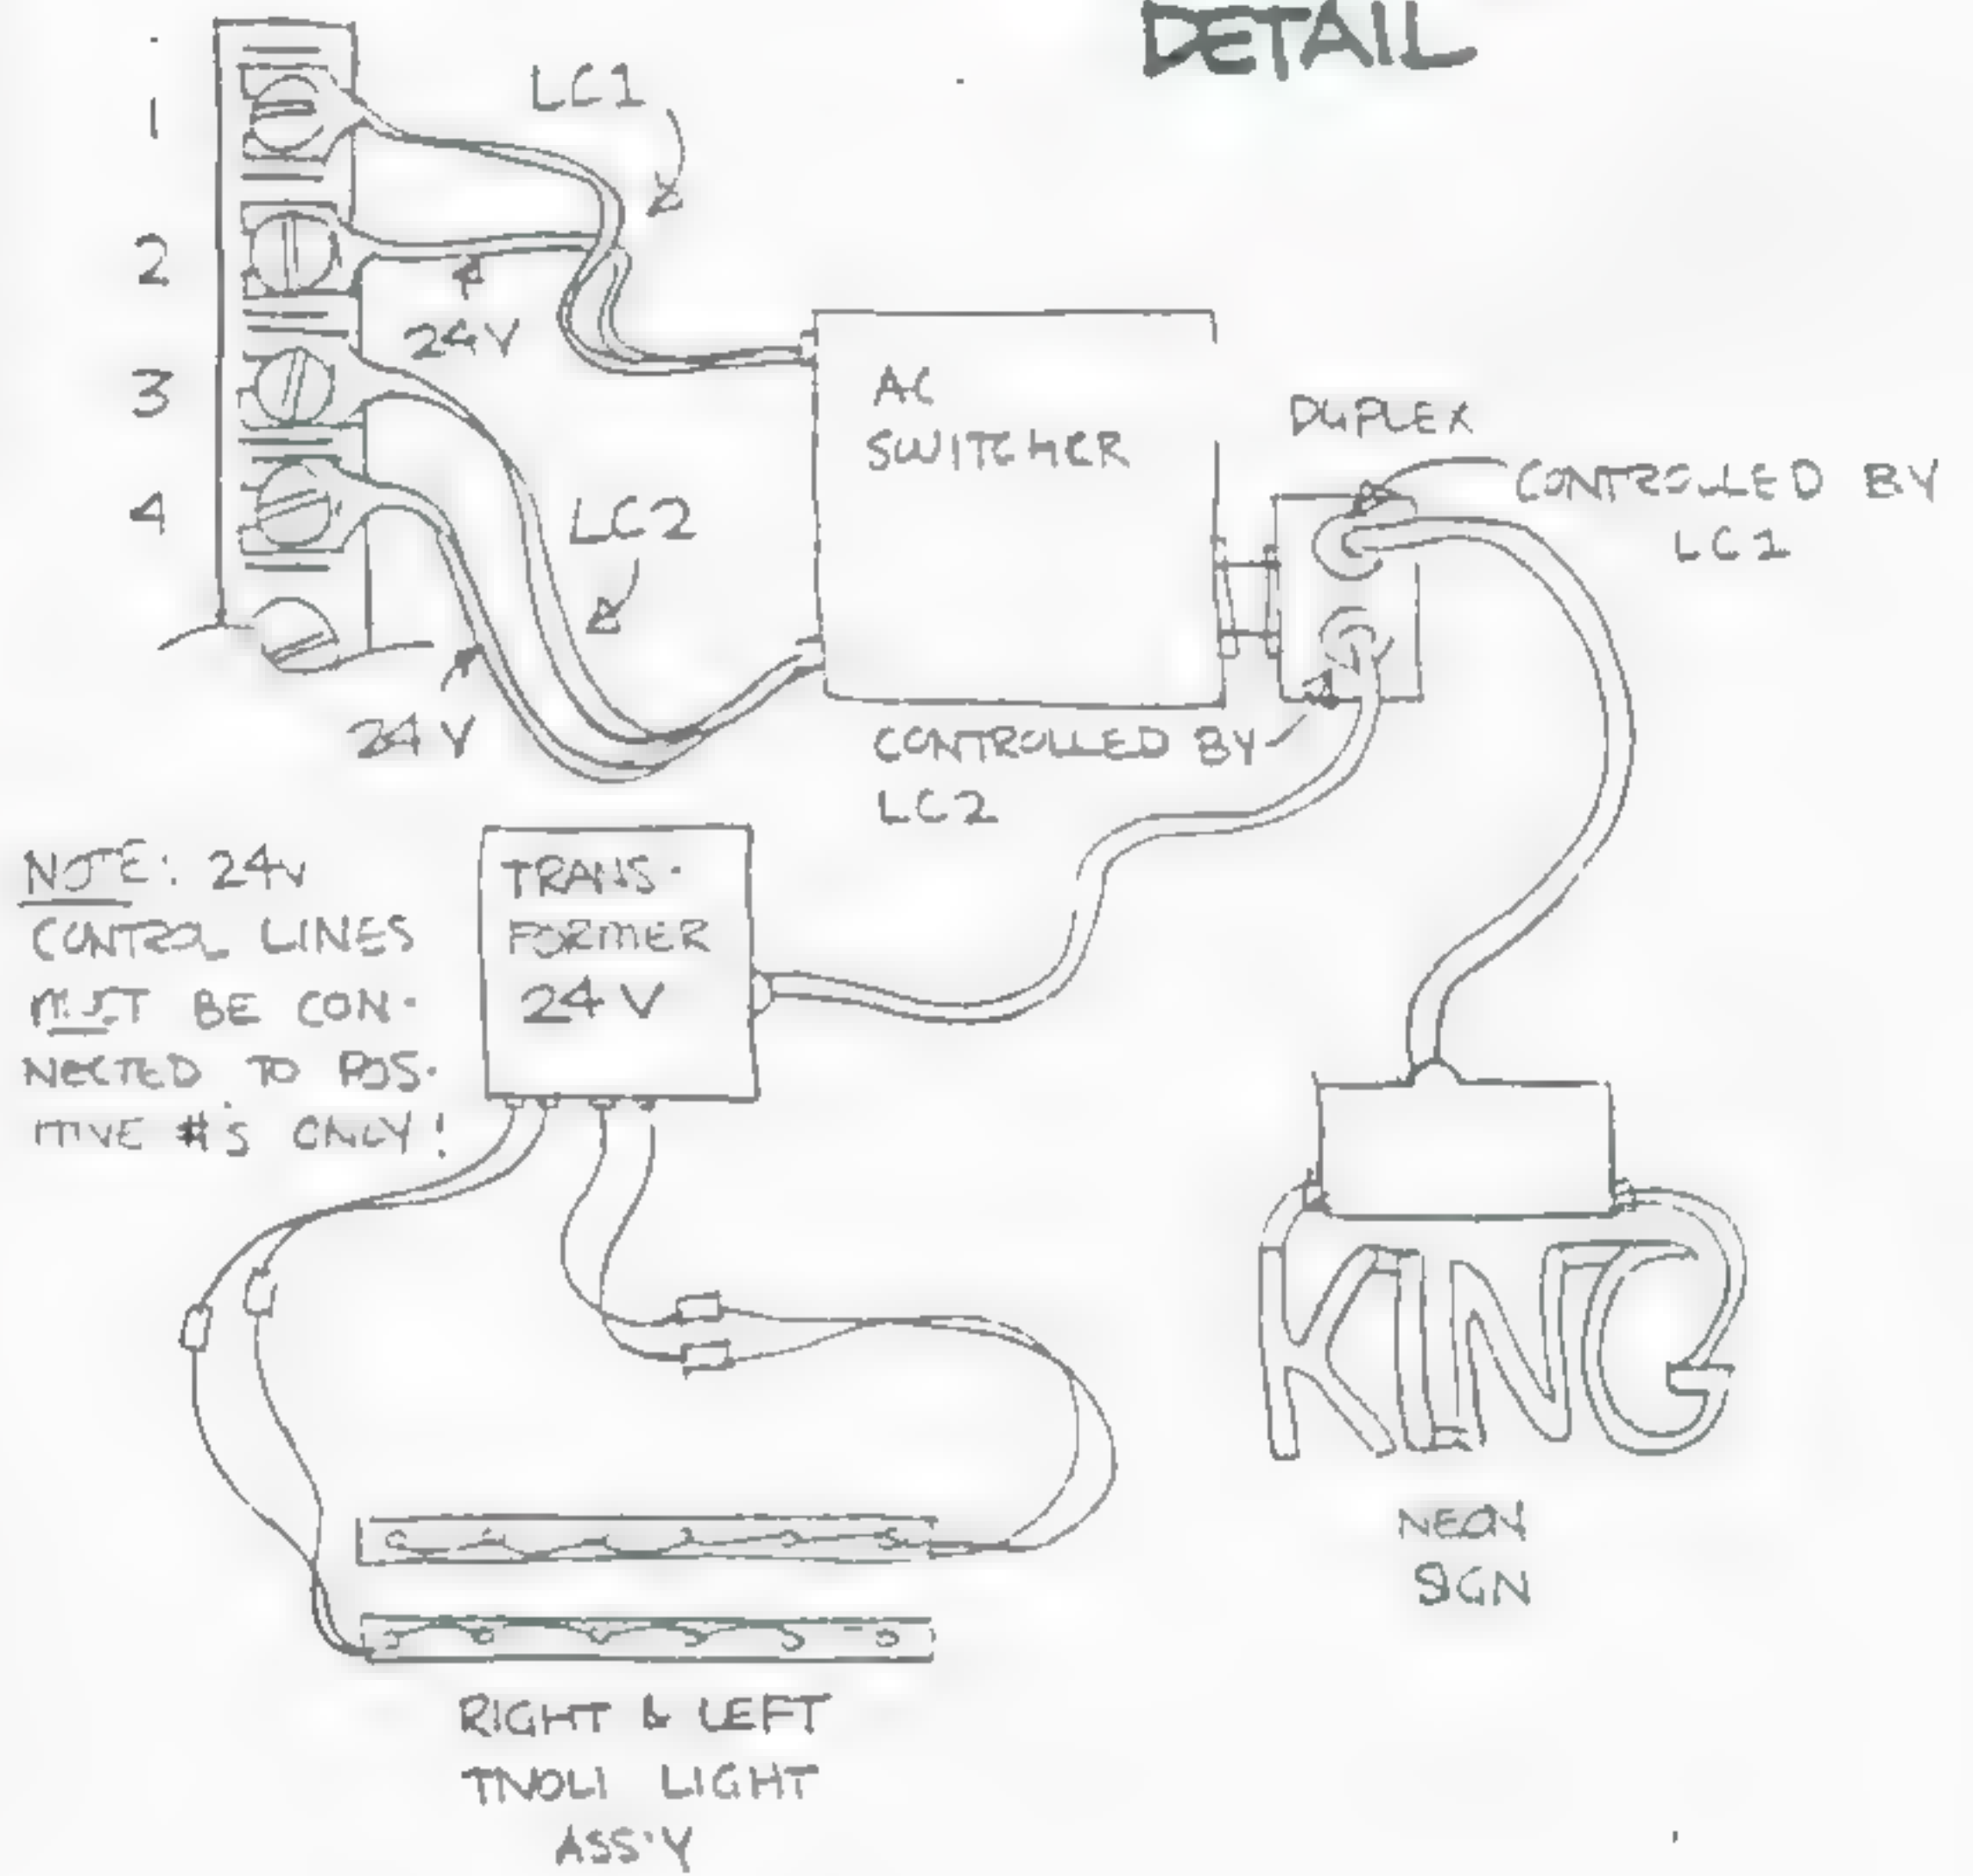 DETAIL
1
LC1
2
24V
3
AC
SWITCHER
DUPLEX
CONTROLLED BY
LC1
4
LC2
24V
CONTROLLED BY
LC2
NOTE: 24V
CONTROL LINES
MUST BE CON-
NECTED TO POS-
ITIVE #'S ONLY!
TRANS-
FORMER
24V
KING
NEON
SIGN
RIGHT & LEFT
TIVOLI LIGHT
ASS'Y